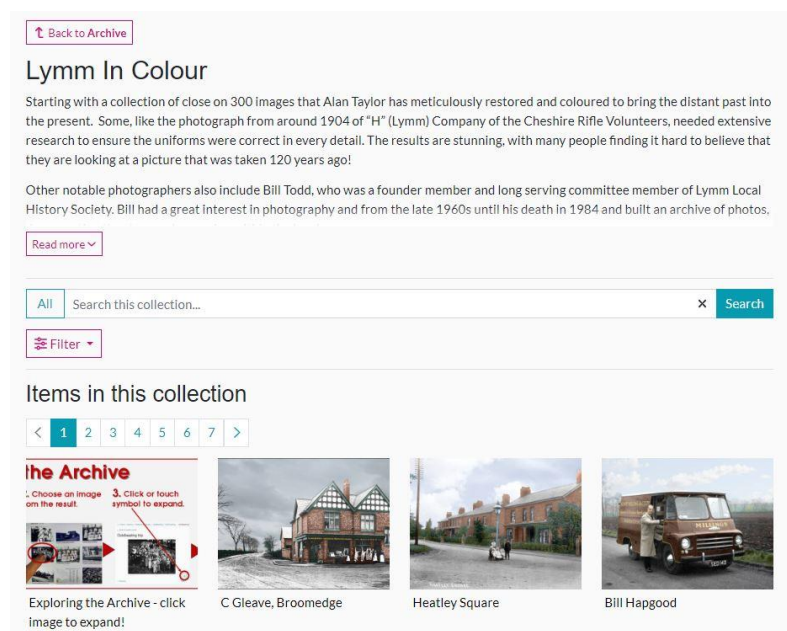 Back to Archive
Lymm In Colour
Starting with a collection of close on 300 images that Alan Taylor has meticulously restored and coloured to bring the distant past into
the present. Some, like the photograph from around 1904 of “H” (Lymm) Company of the Cheshire Rifle Volunteers, needed extensive
research to ensure the uniforms were correct in every detail. The results are stunning, with many people finding it hard to believe that
they are looking at a picture that was taken 120 years ago!
Other notable photographers also include Bill Todd, who was a founder member and long serving committee member of Lymm Local
History Society. Bill had a great interest in photography and from the late 1960s until his death in 1984 and built an archive of photos,
Read more
All Search this collection... × Search
Filter
Items in this collection
< 1 2 3 4 5 6 7 >
the Archive
Choose an image
om the result.
3. Click or touch
symbol to expand.
Exploring the Archive - click
image to expand!
C Gleave, Broomedge
Heatley Square
Bill Hapgood